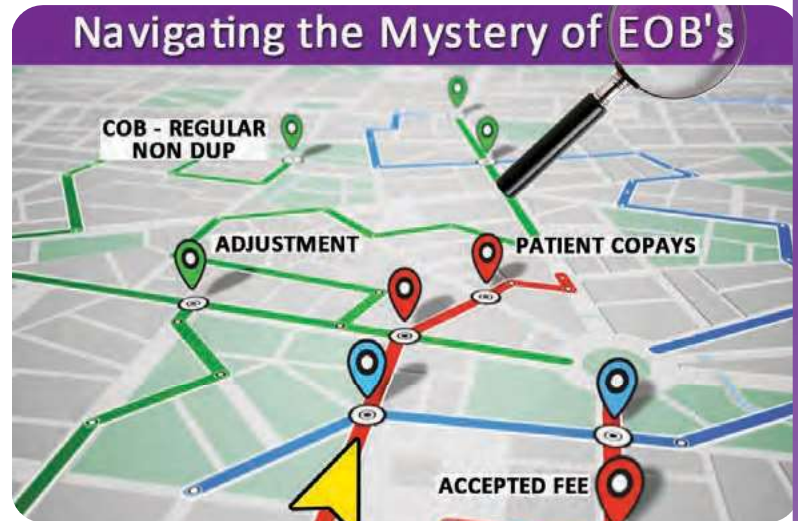 Navigating the Mystery of EOB's
COB - REGULAR
NON DUP
ADJUSTMENT
PATIENT COPAYS
ACCEPTED FEE